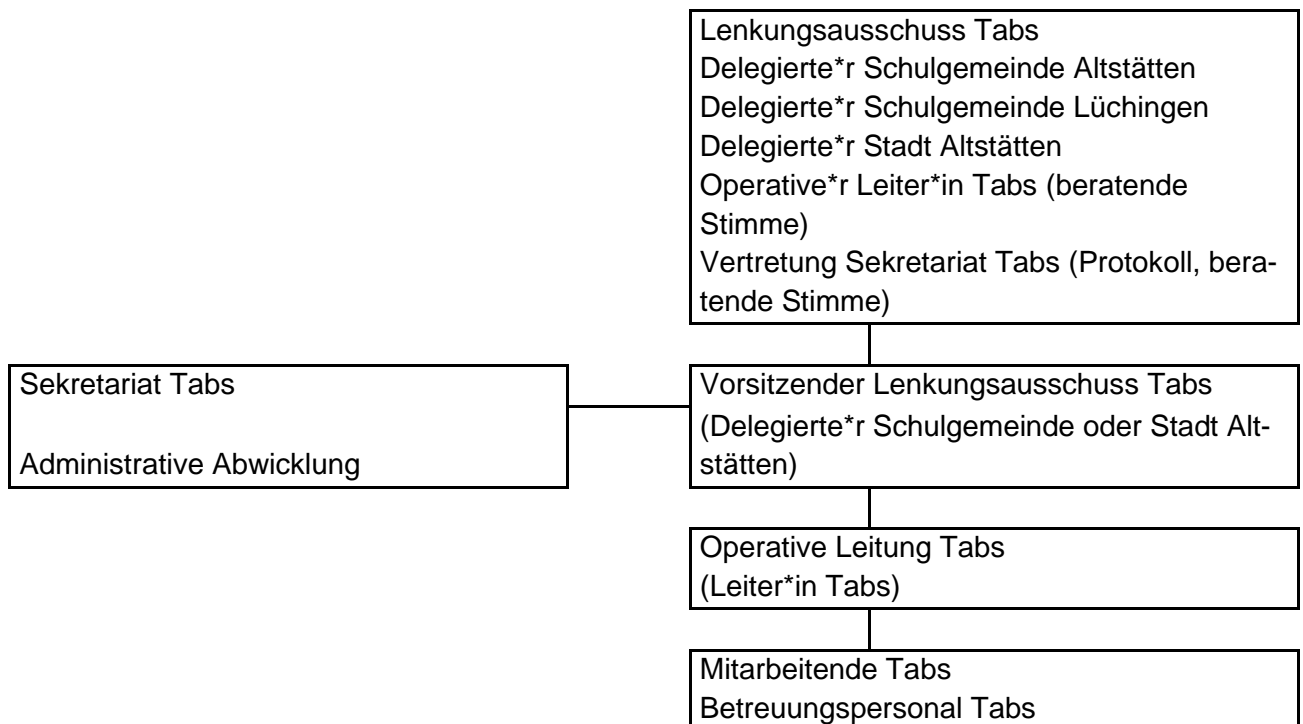 Lenkungsausschuss Tabs
Delegierte*r Schulgemeinde Altstätten
Delegierte*r Schulgemeinde Lüchingen
Delegierte*r Stadt Altstätten
Operative*r Leiter*in Tabs (beratende
Stimme)
Vertretung Sekretariat Tabs (Protokoll, bera-
tende Stimme)
Sekretariat Tabs
Administrative Abwicklung
Vorsitzender Lenkungsausschuss Tabs
(Delegierte*r Schulgemeinde oder Stadt Alt-
stätten)
Operative Leitung Tabs
(Leiter*in Tabs)
Mitarbeitende Tabs
Betreuungspersonal Tabs